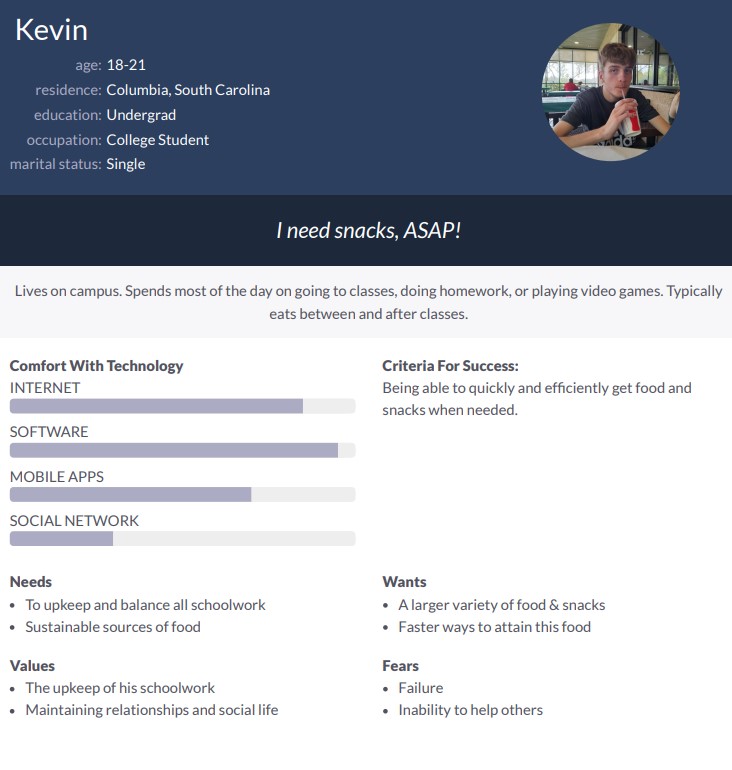 Kevin
age: 18-21
residence: Columbia, South Carolina
education: Undergrad
occupation: College Student
marital status: Single
I need snacks, ASAP!
Lives on campus. Spends most of the day on going to classes, doing homework, or playing video games. Typically
eats between and after classes.
Comfort With Technology
INTERNET
SOFTWARE
MOBILE APPS
SOCIAL NETWORK
Criteria For Success:
Being able to quickly and efficiently get food and
snacks when needed.
Needs
• To upkeep and balance all schoolwork
• Sustainable sources of food
Wants
• A larger variety of food & snacks
• Faster ways to attain this food
Values
• The upkeep of his schoolwork
• Maintaining relationships and social life
Fears
• Failure
• Inability to help others